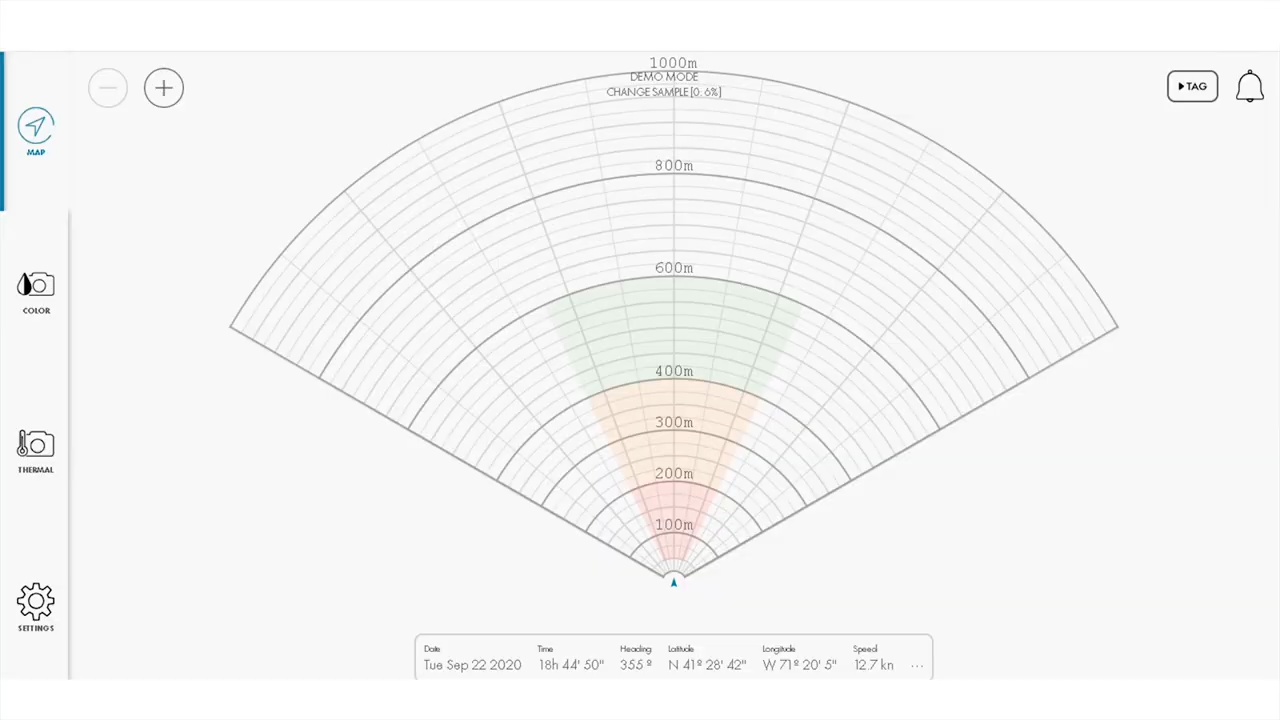 1000m
DEMO MODE
CHANGE SAMPLE [0: 6%]
TAG
MAP
800m
600m
COLOR
400m
300m
THERMAL
200m
100m
SETTINGS
Date Time Heading Latitude Longitude Speed
Tue Sep 22 2020 18h 44' 50" 355 º N 41º 28' 42" W 71º 20' 5" 12.7 kn ...